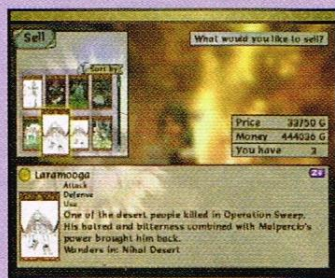 Sell
What would you like to sell?
Sort by
Price 33750 G
Money 444036 G
You have 3
Laramooga
Attack
Defense
Use
One of the desert people killed in Operation Sweep.
His hatred and bitterness combined with Malpercio's
power brought him back.
Wanders in: Nihal Desert